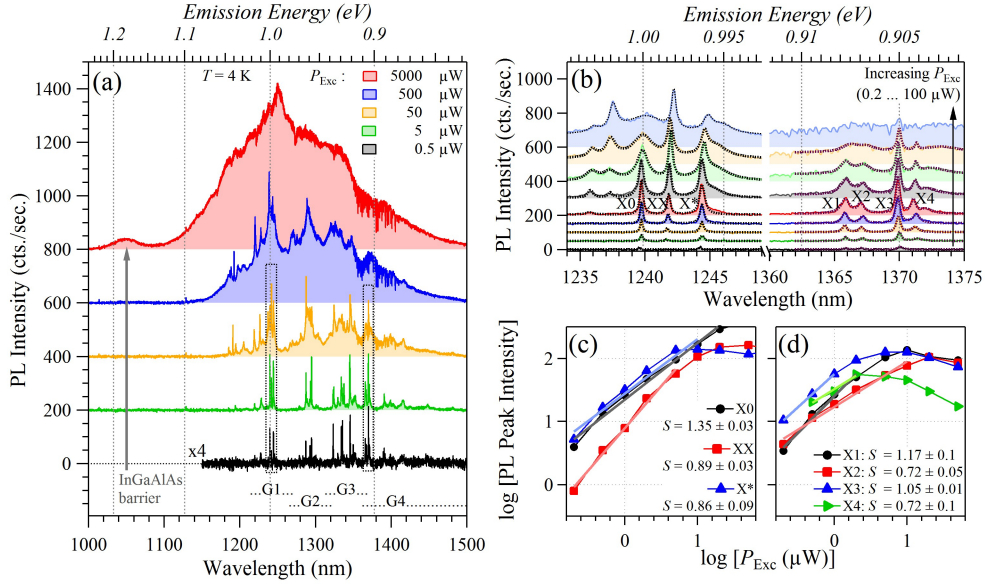 Emission Energy (eV)
1.2 1.1 1.0 0.9
(a)
T = 4 K
P_Exc :
5000 µW
500 µW
50 µW
5 µW
0.5 µW
1400
1200
1000
800
600
400
200
0
PL Intensity (cts./sec.)
x4
InGaAlAs
barrier
...G1...
...G2...
...G3...
...G4..................
1000 1100 1200 1300 1400 1500
Wavelength (nm)
Emission Energy (eV)
1.00 0.995 0.91 0.905
(b)
Increasing P_Exc
(0.2 ... 100 µW)
1000
800
600
400
200
0
PL Intensity (cts./sec.)
X0 XX X* X1 X2 X3 X4
1235 1240 1245 1360 1365 1370 1375
Wavelength (nm) Wavelength (nm)
(c)
log [PL Peak Intensity]
2
1
0
X0
S = 1.35 ± 0.03
XX
S = 0.89 ± 0.03
X*
S = 0.86 ± 0.09
0 1
(d)
X1: S = 1.17 ± 0.1
X2: S = 0.72 ± 0.05
X3: S = 1.05 ± 0.01
X4: S = 0.72 ± 0.1
0 1
log [P_Exc (µW)]